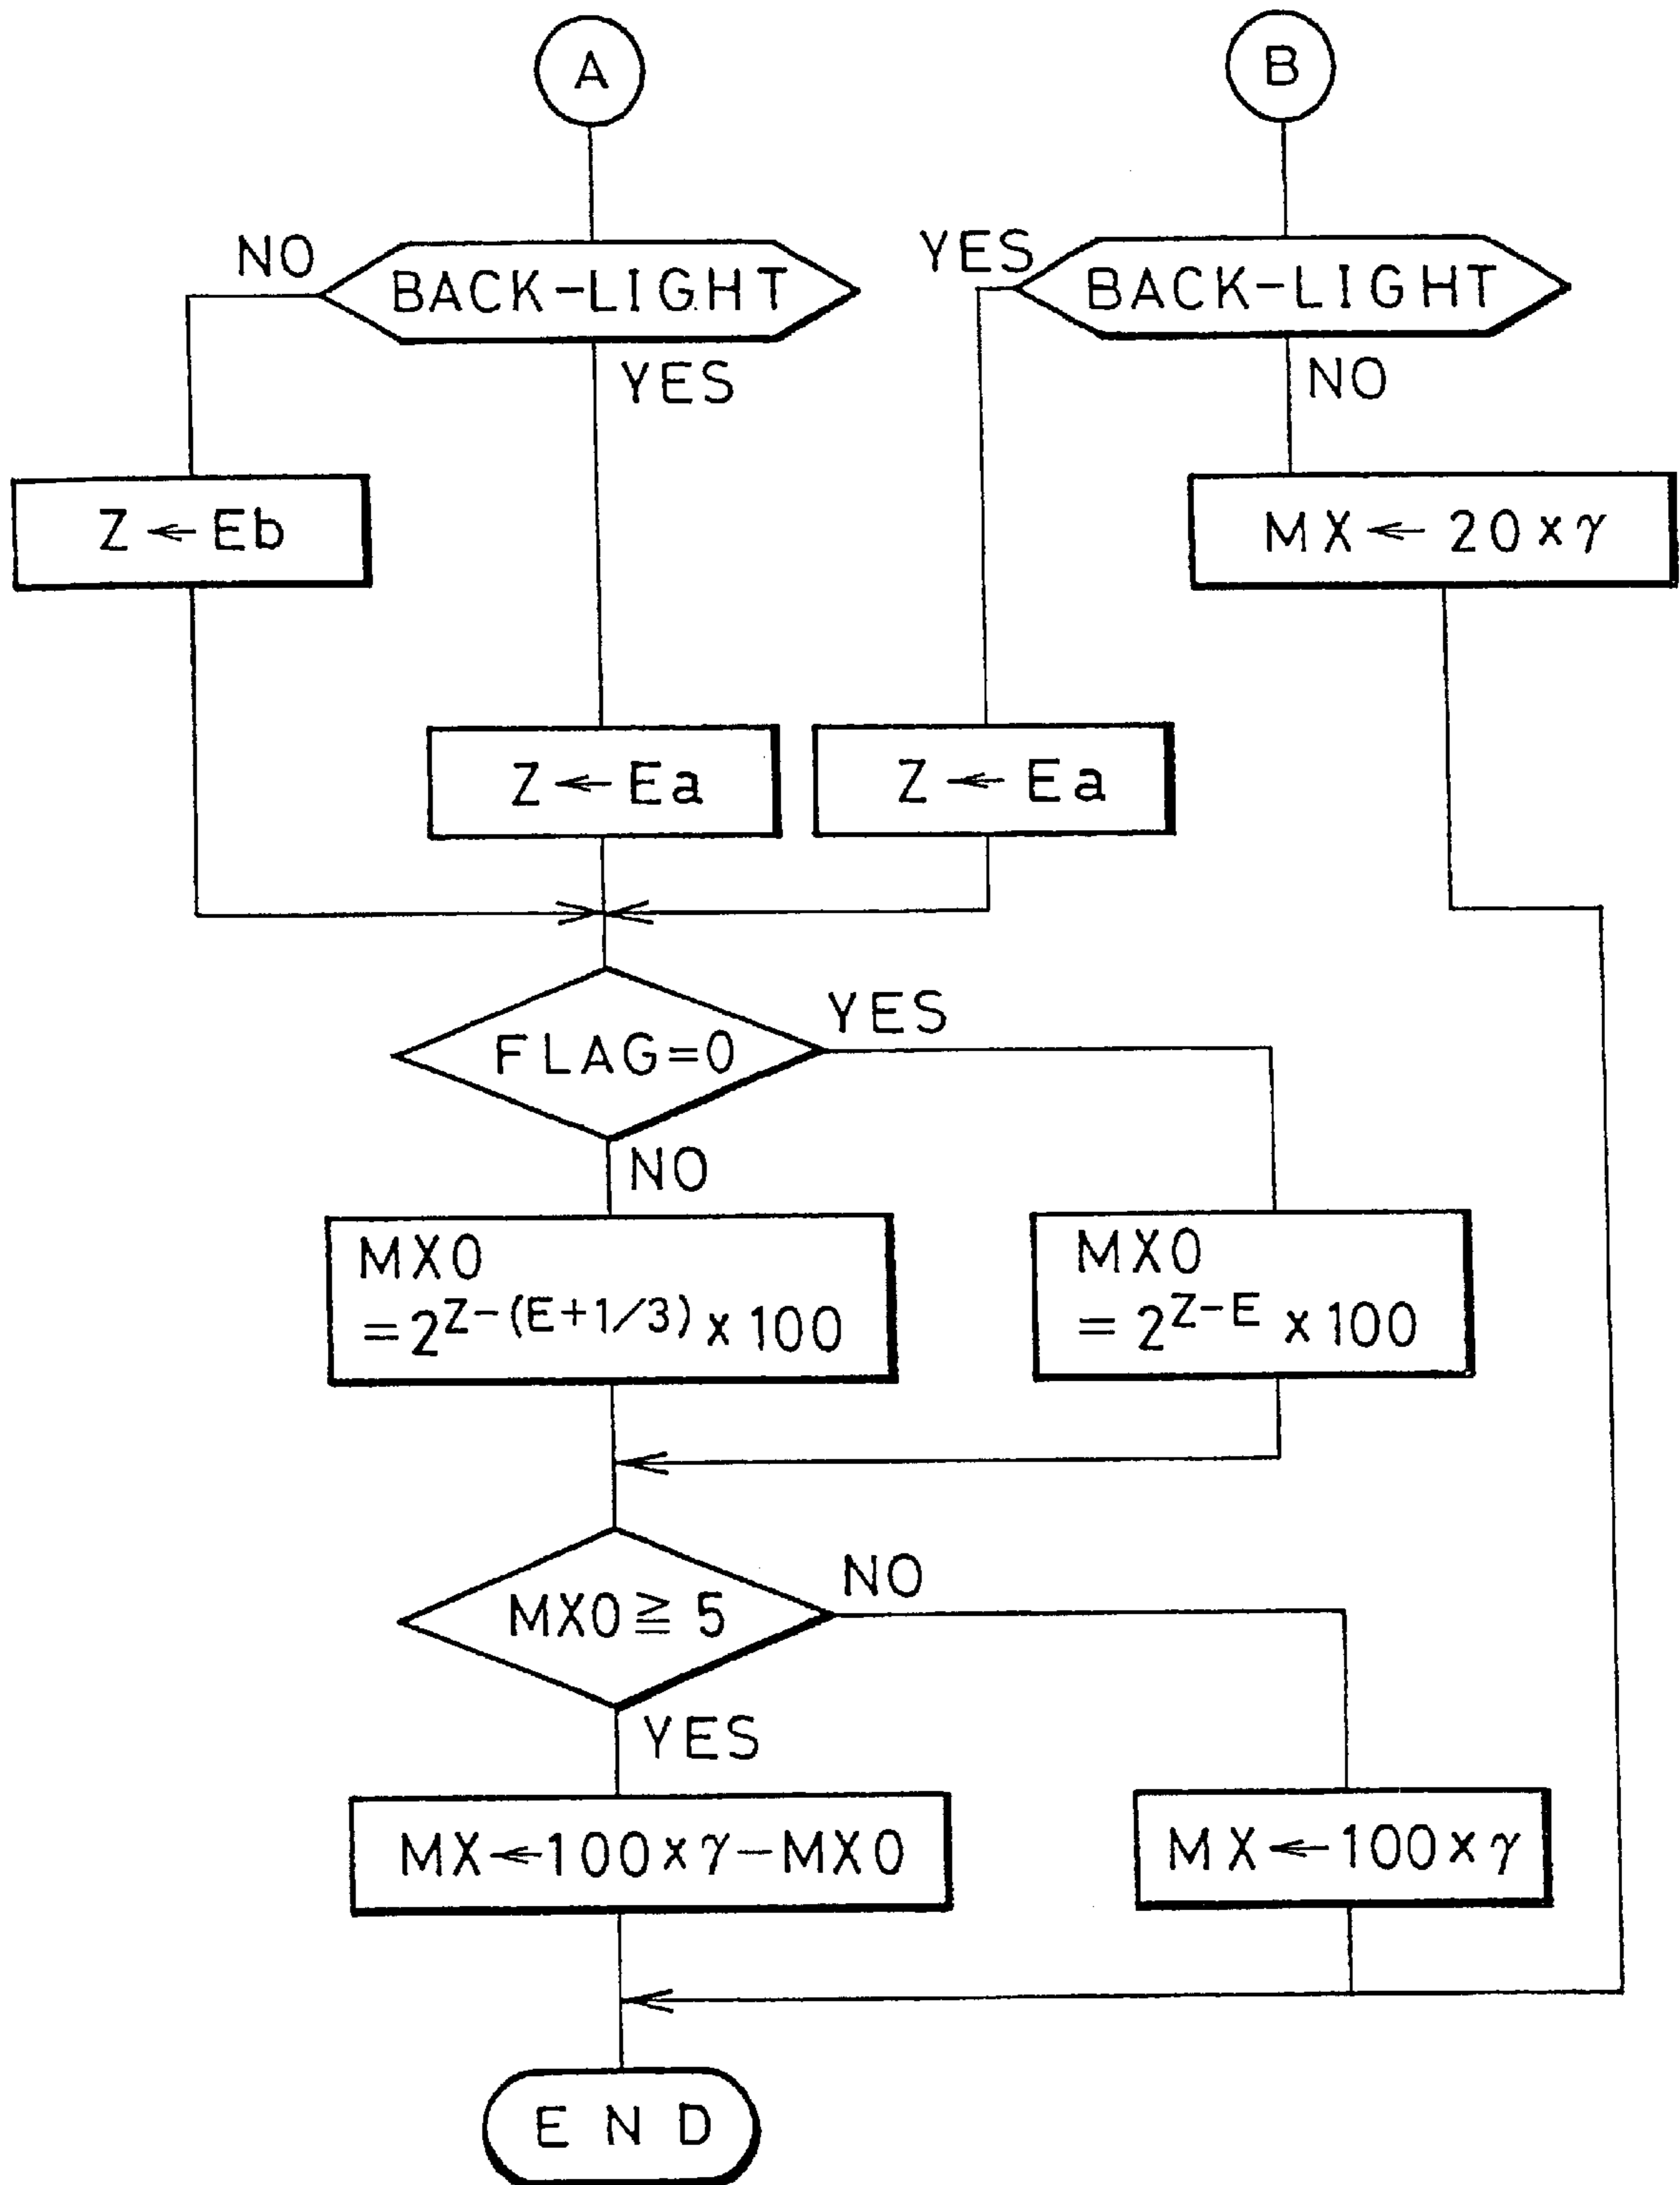 A
B
NO
BACK-LIGHT
YES
YES
BACK-LIGHT
NO
Z ← Eb
MX ← 20 × γ
Z ← Ea
Z ← Ea
FLAG=0
YES
NO
MX0
= 2^{Z-(E+1/3)} × 100
MX0
= 2^{Z-E} × 100
MX0 ≧ 5
NO
YES
MX ← 100 × γ - MX0
MX ← 100 × γ
END